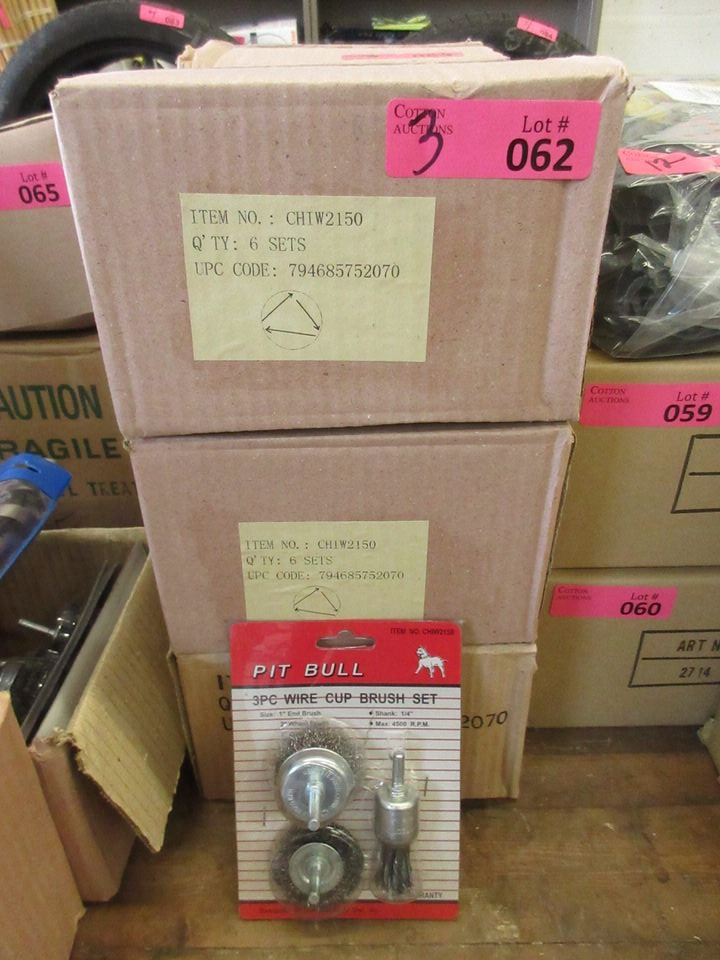 COTTON
AUCTIONS
3
Lot #
062
ITEM NO.: CHIW2150
Q'TY: 6 SETS
UPC CODE: 794685752070
Lot #
065
COTTON
AUCTIONS
Lot #
059
AUTION
RAGILE
ITEM NO.: CHIW2150
Q'TY: 6 SETS
UPC CODE: 794685752070
COTTON
AUCTIONS
Lot #
060
ART N
2714
2070
ITEM NO. CHIW2150
PIT BULL
3PC WIRE CUP BRUSH SET
Size: 1" End Brush
Shank: 1/4"
Max: 4500 R.P.M.